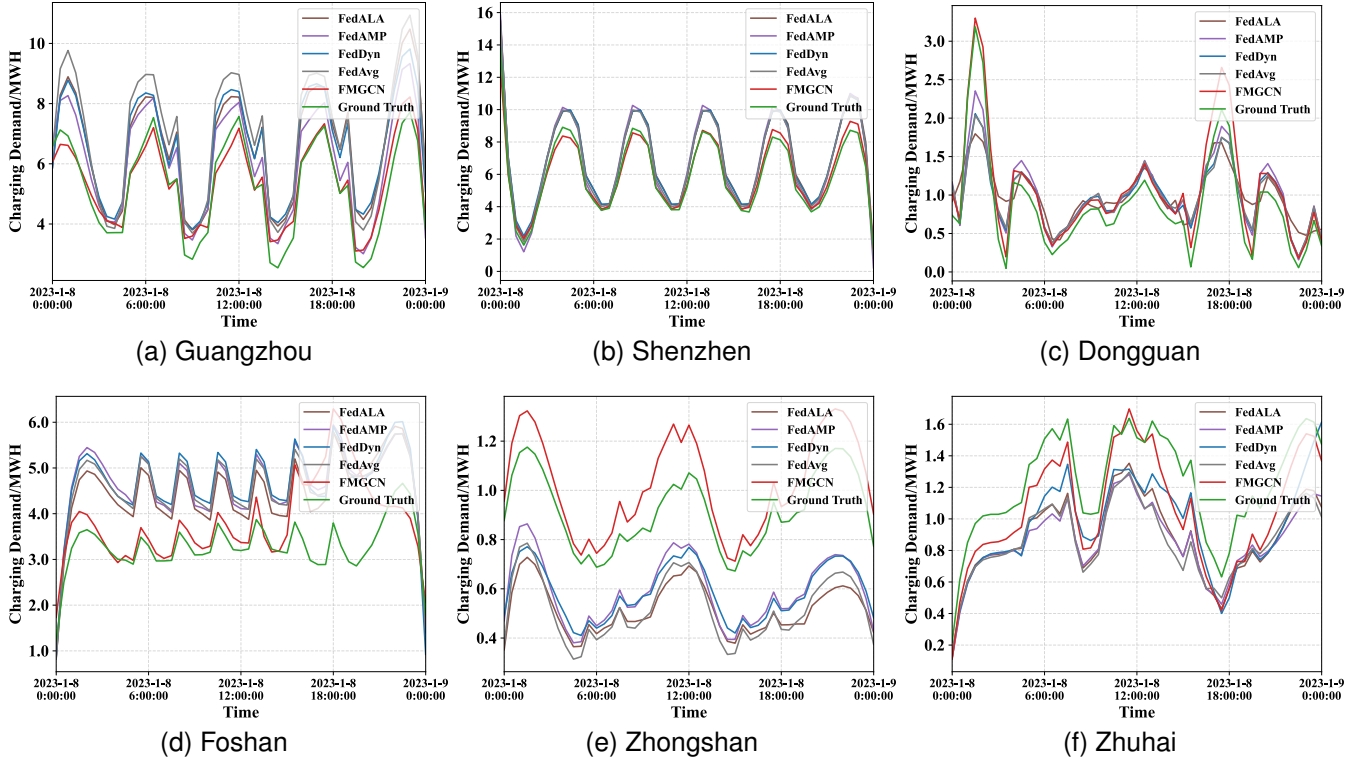 Charging Demand/MWH
10
8
6
4
FedALA
FedAMP
FedDyn
FedAvg
FMGCN
Ground Truth
2023-1-8 2023-1-8 2023-1-8 2023-1-8 2023-1-9
0:00:00 6:00:00 12:00:00 18:00:00 0:00:00
Time
(a) Guangzhou
Charging Demand/MWH
16
14
12
10
8
6
4
2
0
FedALA
FedAMP
FedDyn
FedAvg
FMGCN
Ground Truth
2023-1-8 2023-1-8 2023-1-8 2023-1-8 2023-1-9
0:00:00 6:00:00 12:00:00 18:00:00 0:00:00
Time
(b) Shenzhen
Charging Demand/MWH
3.0
2.5
2.0
1.5
1.0
0.5
0.0
FedALA
FedAMP
FedDyn
FedAvg
FMGCN
Ground Truth
2023-1-8 2023-1-8 2023-1-8 2023-1-8 2023-1-9
0:00:00 6:00:00 12:00:00 18:00:00 0:00:00
Time
(c) Dongguan
Charging Demand/MWH
6.0
5.0
4.0
3.0
2.0
1.0
FedALA
FedAMP
FedDyn
FedAvg
FMGCN
Ground Truth
2023-1-8 2023-1-8 2023-1-8 2023-1-8 2023-1-9
0:00:00 6:00:00 12:00:00 18:00:00 0:00:00
Time
(d) Foshan
Charging Demand/MWH
1.2
1.0
0.8
0.6
0.4
FedALA
FedAMP
FedDyn
FedAvg
FMGCN
Ground Truth
2023-1-8 2023-1-8 2023-1-8 2023-1-8 2023-1-9
0:00:00 6:00:00 12:00:00 18:00:00 0:00:00
Time
(e) Zhongshan
Charging Demand/MWH
1.6
1.4
1.2
1.0
0.8
0.6
0.4
0.2
FedALA
FedAMP
FedDyn
FedAvg
FMGCN
Ground Truth
2023-1-8 2023-1-8 2023-1-8 2023-1-8 2023-1-9
0:00:00 6:00:00 12:00:00 18:00:00 0:00:00
Time
(f) Zhuhai